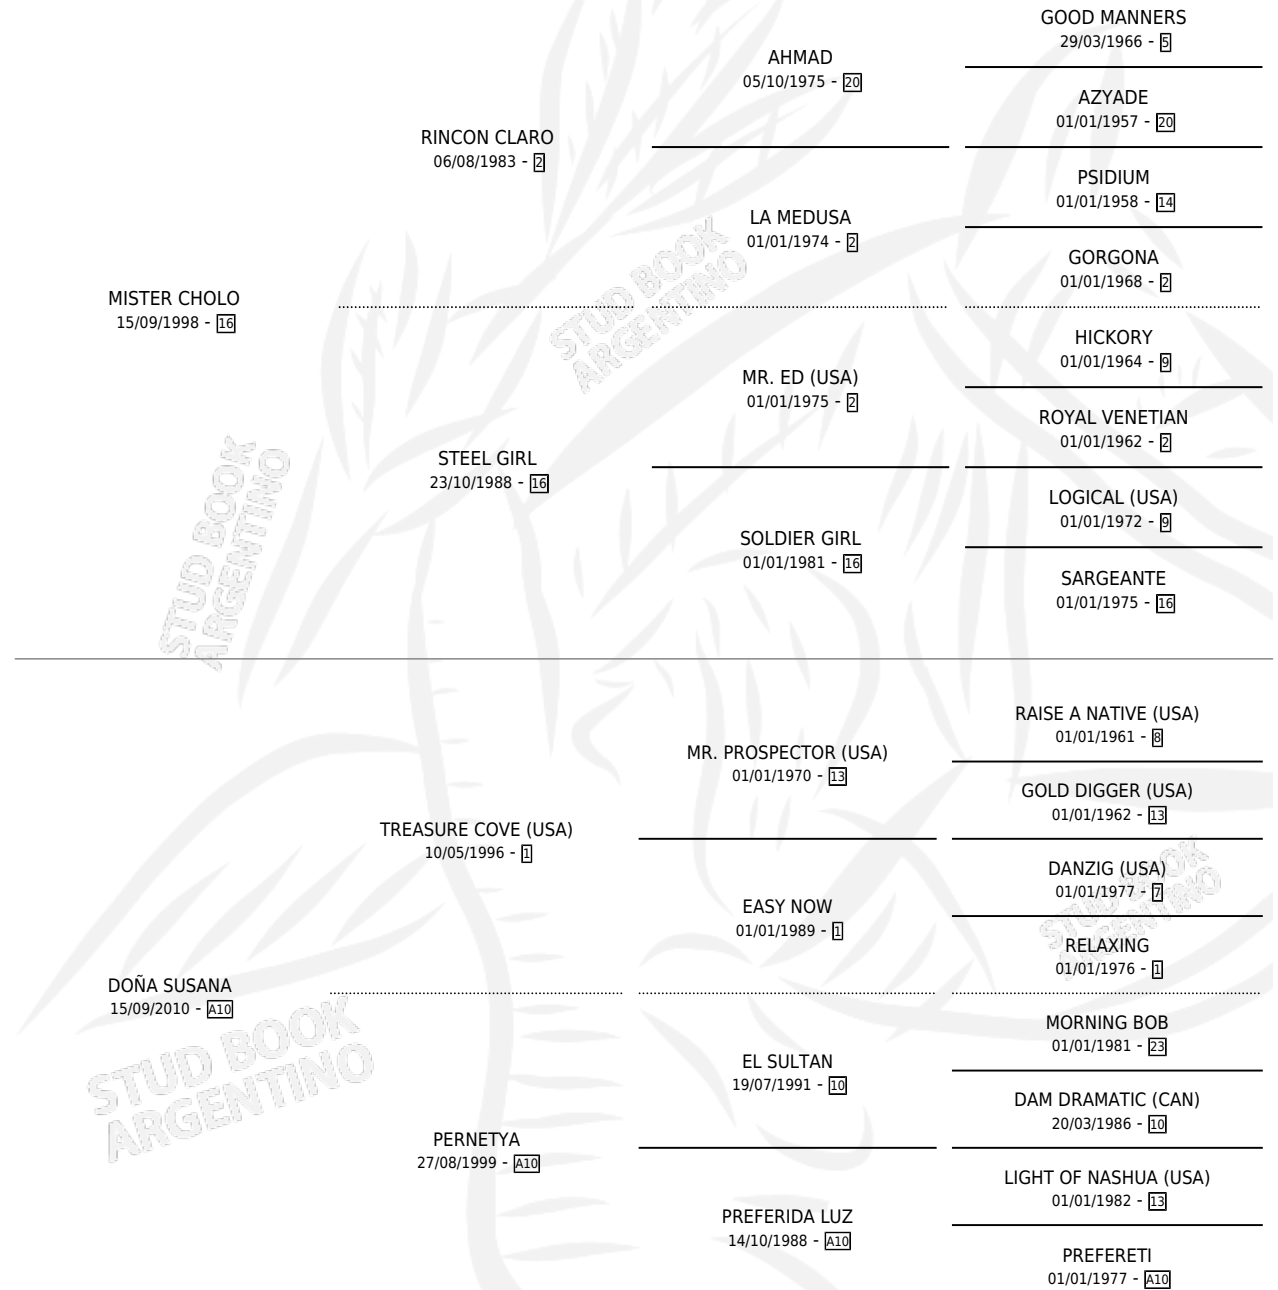 GOOD MANNERS
29/03/1966 - 5
AHMAD
05/10/1975 - 20
AZYADE
01/01/1957 - 20
RINCON CLARO
06/08/1983 - 2
PSIDIUM
01/01/1958 - 14
LA MEDUSA
01/01/1974 - 2
GORGONA
01/01/1968 - 2
MISTER CHOLO
15/09/1998 - 16
HICKORY
01/01/1964 - 9
MR. ED (USA)
01/01/1975 - 2
ROYAL VENETIAN
01/01/1962 - 2
STEEL GIRL
23/10/1988 - 16
LOGICAL (USA)
01/01/1972 - 9
SOLDIER GIRL
01/01/1981 - 16
SARGEANTE
01/01/1975 - 16
STUD BOOK
ARGENTINO
STUD BOOK
ARGENTINO
RAISE A NATIVE (USA)
01/01/1961 - 8
MR. PROSPECTOR (USA)
01/01/1970 - 13
GOLD DIGGER (USA)
01/01/1962 - 13
TREASURE COVE (USA)
10/05/1996 - 1
DANZIG (USA)
01/01/1977 - 7
EASY NOW
01/01/1989 - 1
RELAXING
01/01/1976 - 1
DOÑA SUSANA
15/09/2010 - A10
MORNING BOB
01/01/1981 - 23
EL SULTAN
19/07/1991 - 10
DAM DRAMATIC (CAN)
20/03/1986 - 10
PERNETYA
27/08/1999 - A10
LIGHT OF NASHUA (USA)
01/01/1982 - 13
PREFERIDA LUZ
14/10/1988 - A10
PREFERETI
01/01/1977 - A10
STUD BOOK
ARGENTINO
STUD BOOK
ARGENTINO